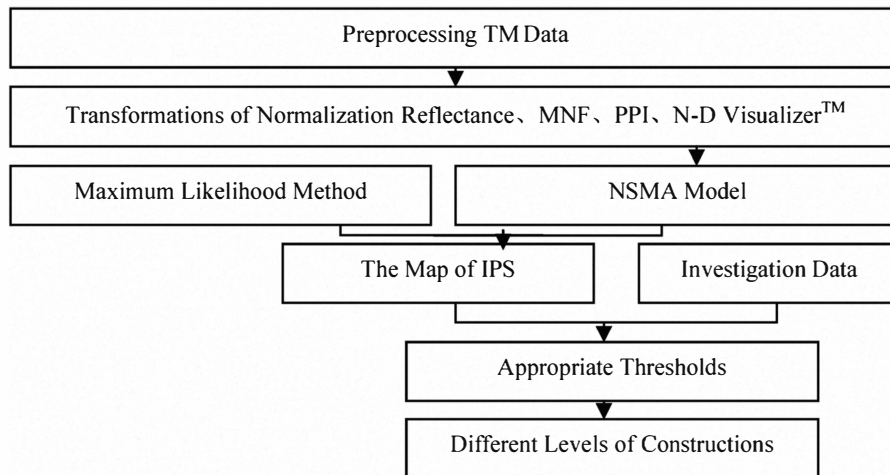 Preprocessing TM Data
Transformations of Normalization Reflectance、MNF、PPI、N-D Visualizer™
Maximum Likelihood Method
NSMA Model
The Map of IPS
Investigation Data
Appropriate Thresholds
Different Levels of Constructions